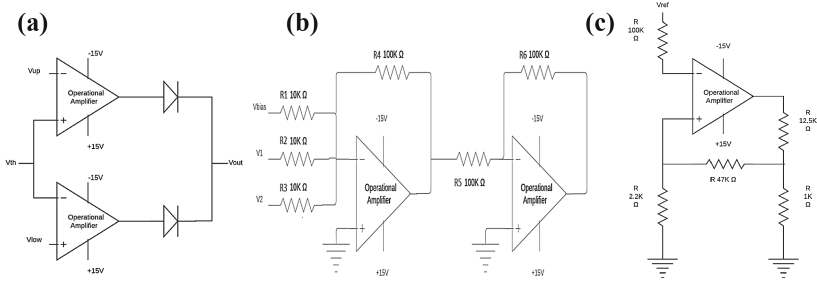 (a)
-15V
Vup
−
Operational
Amplifier
+
+15V
Vth
Vout
-15V
−
Operational
Amplifier
Vlow
+
+15V
(b)
R4 100K Ω
R6 100K Ω
Vbias
R1 10K Ω
-15V
-15V
V1
R2 10K Ω
−
R5 100K Ω
−
V2
R3 10K Ω
Operational
Amplifier
Operational
Amplifier
+
+
+15V
+15V
(c)
Vref
R
100K
Ω
-15V
−
Operational
Amplifier
+
+15V
R
12.5K
Ω
R 47K Ω
R
2.2K
Ω
R
1K
Ω